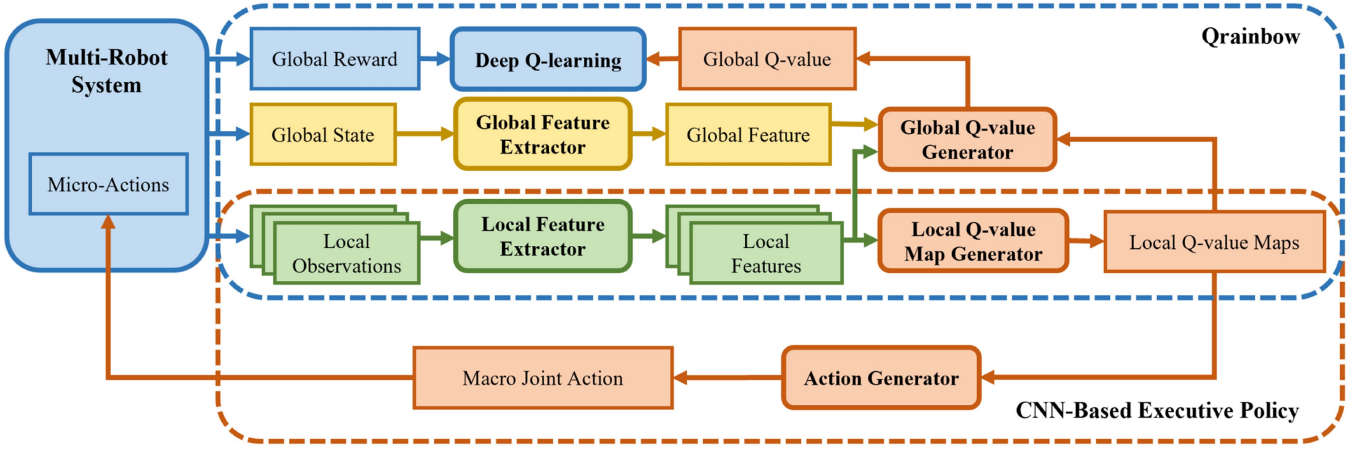 Multi-Robot
System
Micro-Actions
Qrainbow
Global Reward
Deep Q-learning
Global Q-value
Global State
Global Feature
Extractor
Global Feature
Global Q-value
Generator
Local
Observations
Local Feature
Extractor
Local
Features
Local Q-value
Map Generator
Local Q-value Maps
Macro Joint Action
Action Generator
CNN-Based Executive Policy